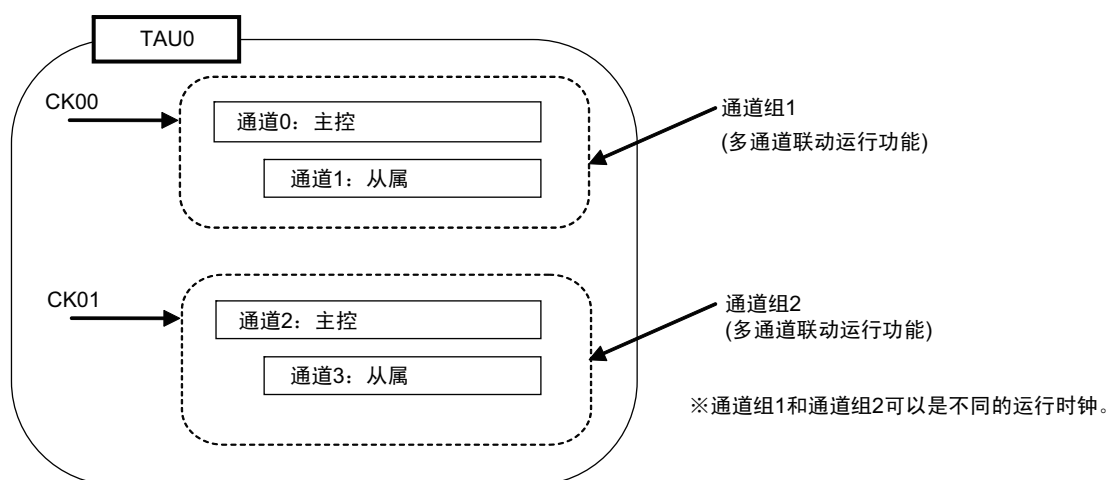 TAU0
CK00
通道0：主控
通道1：从属
通道组1
(多通道联动运行功能)
CK01
通道2：主控
通道3：从属
通道组2
(多通道联动运行功能)
※通道组1和通道组2可以是不同的运行时钟。